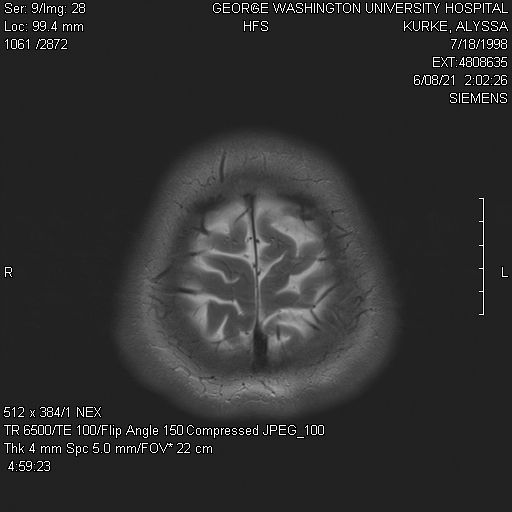 Ser: 9/Img: 28
GEORGE WASHINGTON UNIVERSITY HOSPITAL
Loc: 99.4 mm
HFS
KURKE, ALYSSA
1061 /2872
7/18/1998
EXT:4808635
6/08/21 2:02:26
SIEMENS
R
L
512 x 384/1 NEX
TR 6500/TE 100/Flip Angle 150 Compressed JPEG_100
Thk 4 mm Spc 5.0 mm/FOV* 22 cm
4:59:23